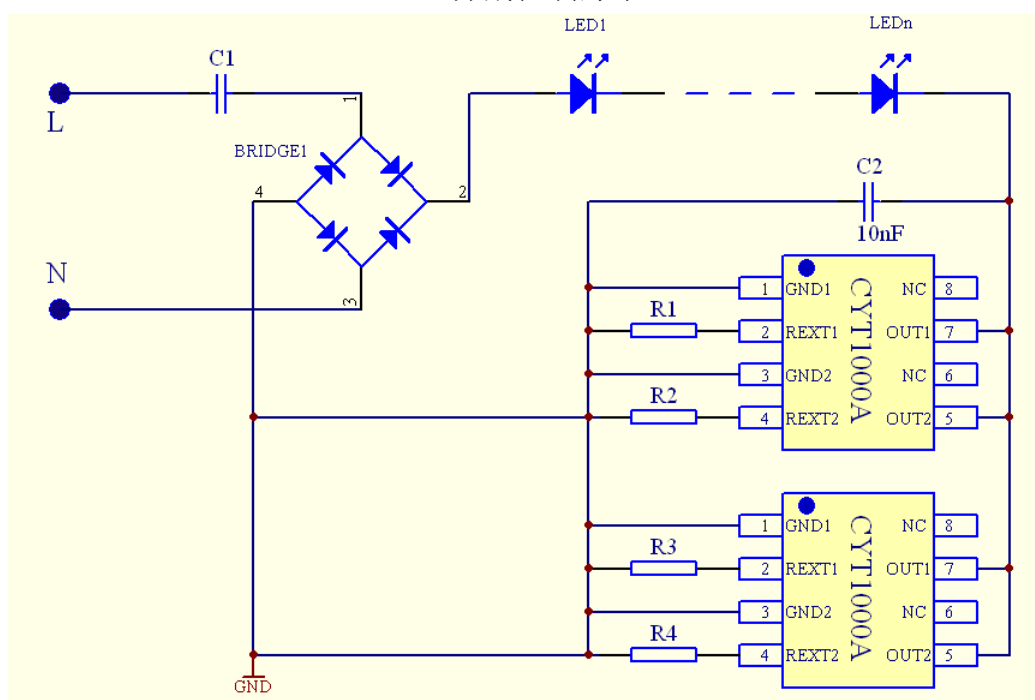 LED1
LEDn
C1
L
1
BRIDGE1
4
2
C2
10nF
N
3
CYT1000A
1 GND1 NC 8
R1
2 REXT1 OUT1 7
3 GND2 NC 6
R2
4 REXT2 OUT2 5
CYT1000A
1 GND1 NC 8
R3
2 REXT1 OUT1 7
3 GND2 NC 6
R4
4 REXT2 OUT2 5
GND